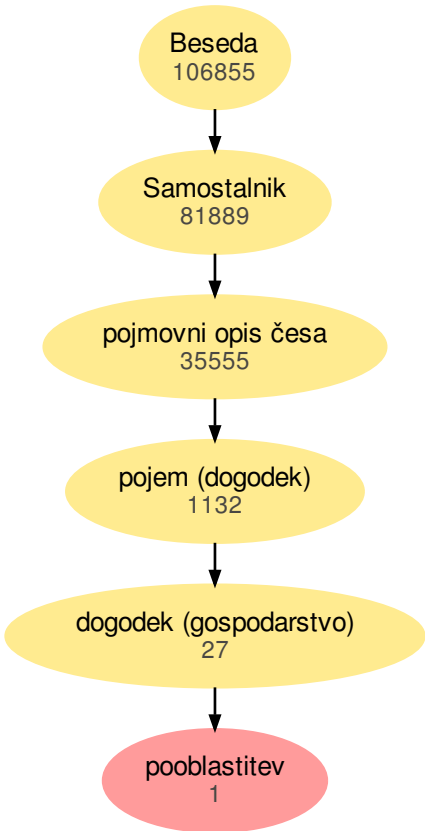 Beseda
106855
Samostalnik
81889
pojmovni opis česa
35555
pojem (dogodek)
1132
dogodek (gospodarstvo)
27
pooblastitev
1